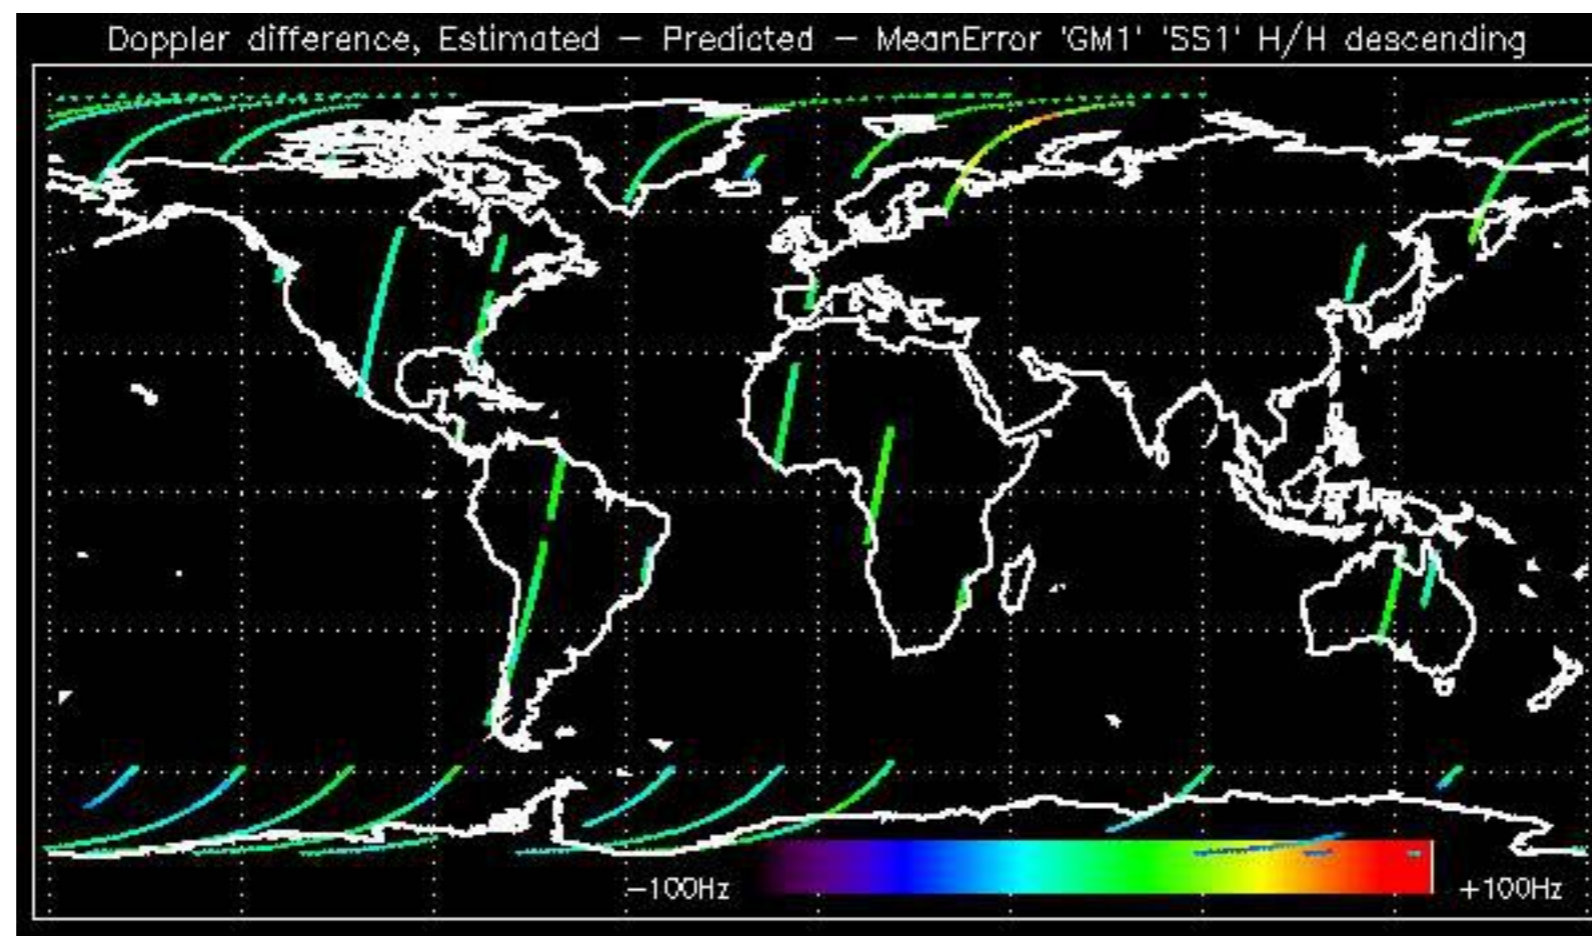 Doppler difference, Estimated − Predicted − MeanError 'GM1' 'SS1' H/H descending
−100Hz
+100Hz